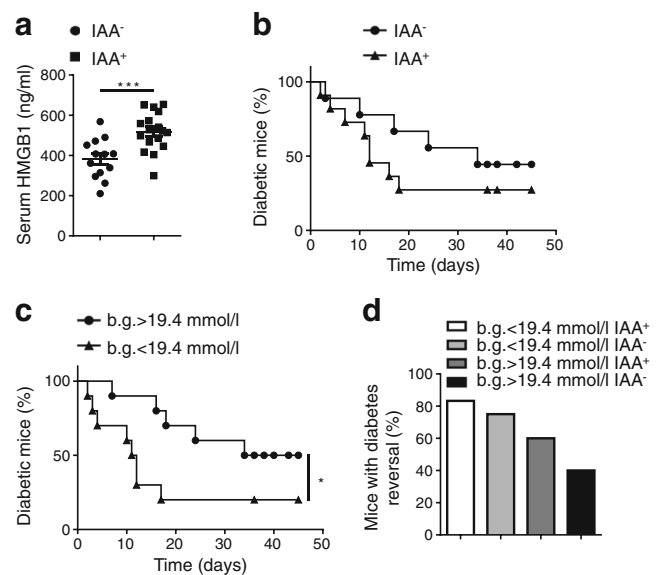 a
IAA⁻
IAA⁺
Serum HMGB1 (ng/ml)
800
600
400
200
0
***
b
IAA⁻
IAA⁺
Diabetic mice (%)
100
50
0
0 10 20 30 40 50
Time (days)
c
b.g.>19.4 mmol/l
b.g.<19.4 mmol/l
Diabetic mice (%)
100
50
0
*
0 10 20 30 40 50
Time (days)
d
b.g.<19.4 mmol/l IAA⁺
b.g.<19.4 mmol/l IAA⁻
b.g.>19.4 mmol/l IAA⁺
b.g.>19.4 mmol/l IAA⁻
Mice with diabetes
reversal (%)
100
80
60
40
20
0